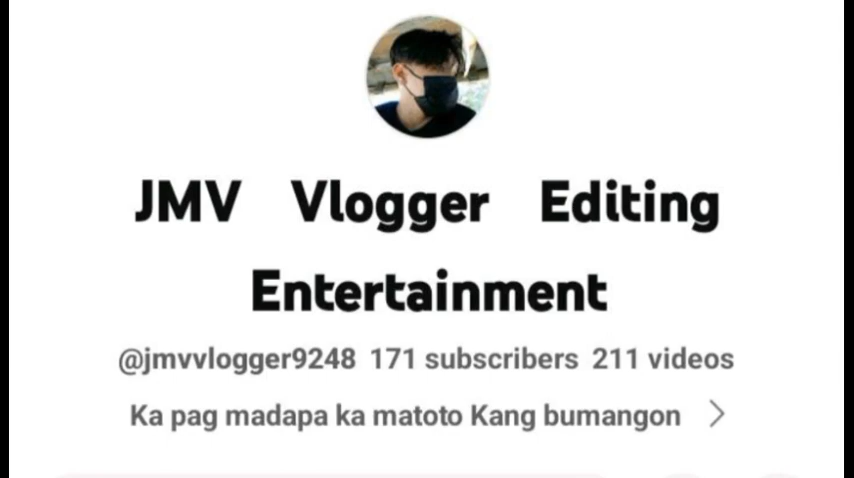 JMV Vlogger Editing
Entertainment
@jmvvlogger9248 171 subscribers 211 videos
Ka pag madapa ka matoto Kang bumangon